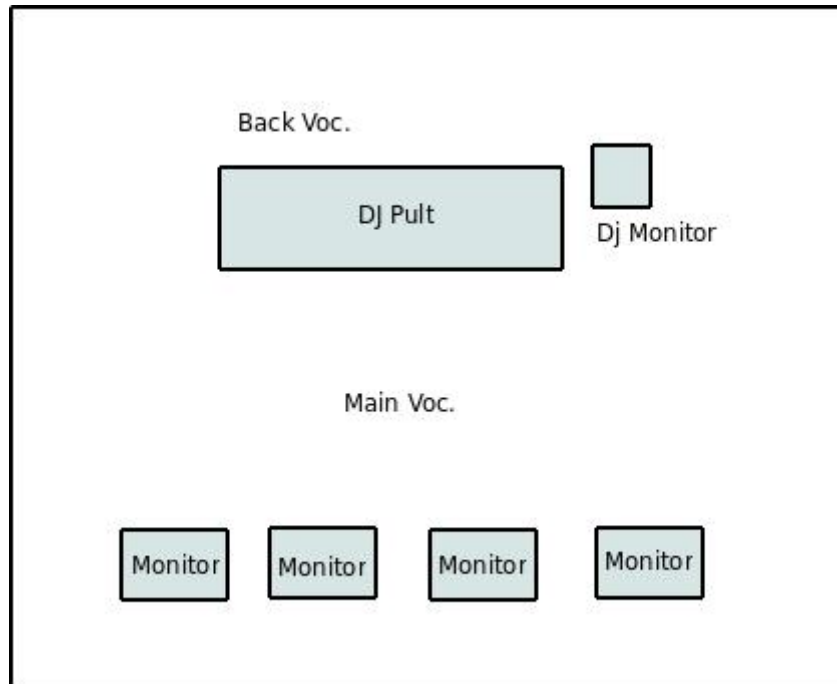 Back Voc.
DJ Pult
Dj Monitor
Main Voc.
Monitor
Monitor
Monitor
Monitor